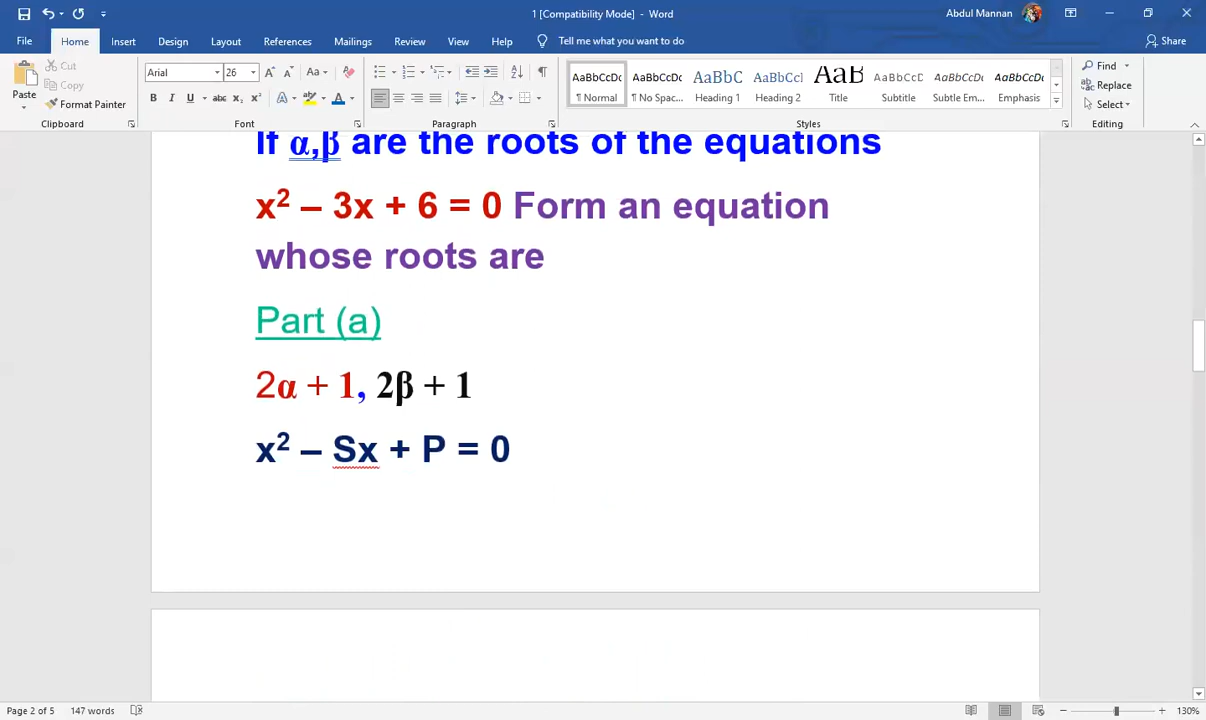 1 [Compatibility Mode] - Word
Abdul Mannan
File Home Insert Design Layout References Mailings Review View Help Tell me what you want to do Share
Paste
Cut
Copy
Format Painter
Clipboard
Arial 26
Font
Paragraph
AaBbCcDc AaBbCcDc AaBbC AaBbCcD AaB AaBbCcD AaBbCcDc AaBbCcDc
¶ Normal ¶ No Spac... Heading 1 Heading 2 Title Subtitle Subtle Em... Emphasis
Styles
Find
Replace
Select
Editing
If α,β are the roots of the equations
x² – 3x + 6 = 0 Form an equation
whose roots are
Part (a)
2α + 1, 2β + 1
x² – Sx + P = 0
Page 2 of 5 147 words 130%